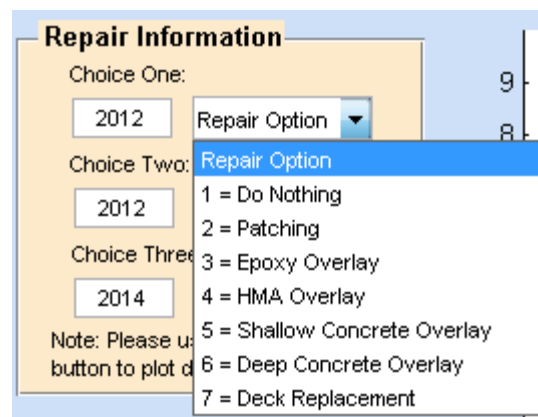 Repair Information
Choice One:
9
2012 Repair Option
8
Choice Two: Repair Option
1 = Do Nothing
2012
2 = Patching
Choice Three
3 = Epoxy Overlay
2014
4 = HMA Overlay
5 = Shallow Concrete Overlay
Note: Please
6 = Deep Concrete Overlay
button to plot
7 = Deck Replacement